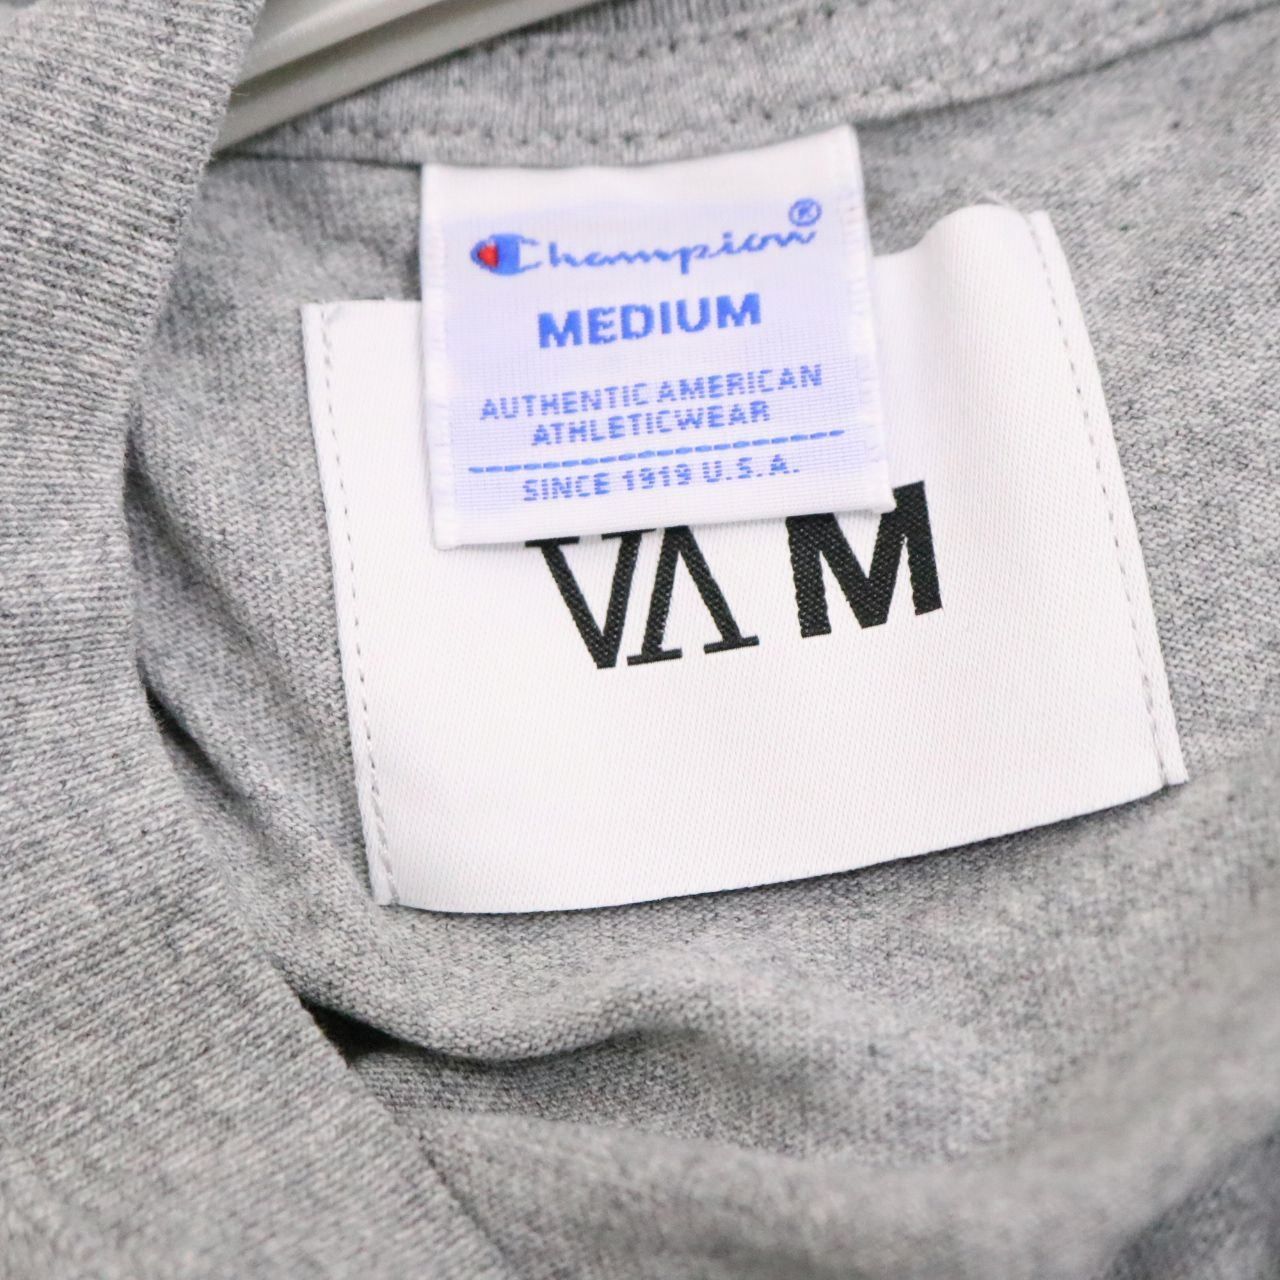 Champion®
MEDIUM
AUTHENTIC AMERICAN
ATHLETICWEAR
SINCE 1919 U.S.A.
VA M